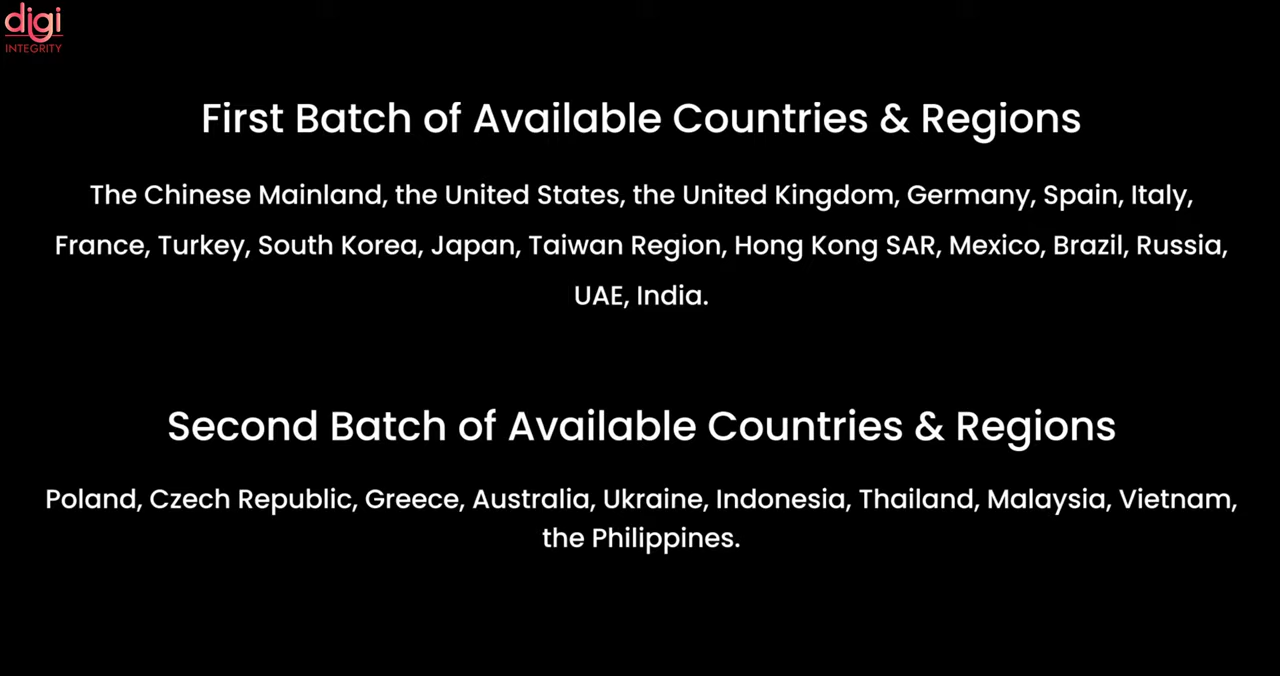 digi
INTEGRITY
First Batch of Available Countries & Regions
The Chinese Mainland, the United States, the United Kingdom, Germany, Spain, Italy,
France, Turkey, South Korea, Japan, Taiwan Region, Hong Kong SAR, Mexico, Brazil, Russia,
UAE, India.
Second Batch of Available Countries & Regions
Poland, Czech Republic, Greece, Australia, Ukraine, Indonesia, Thailand, Malaysia, Vietnam,
the Philippines.